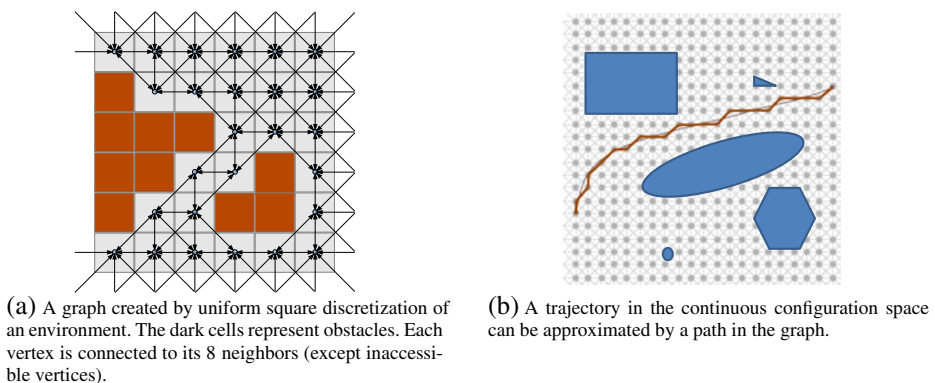 (a) A graph created by uniform square discretization of
an environment. The dark cells represent obstacles. Each
vertex is connected to its 8 neighbors (except inaccessi-
ble vertices).
(b) A trajectory in the continuous configuration space
can be approximated by a path in the graph.